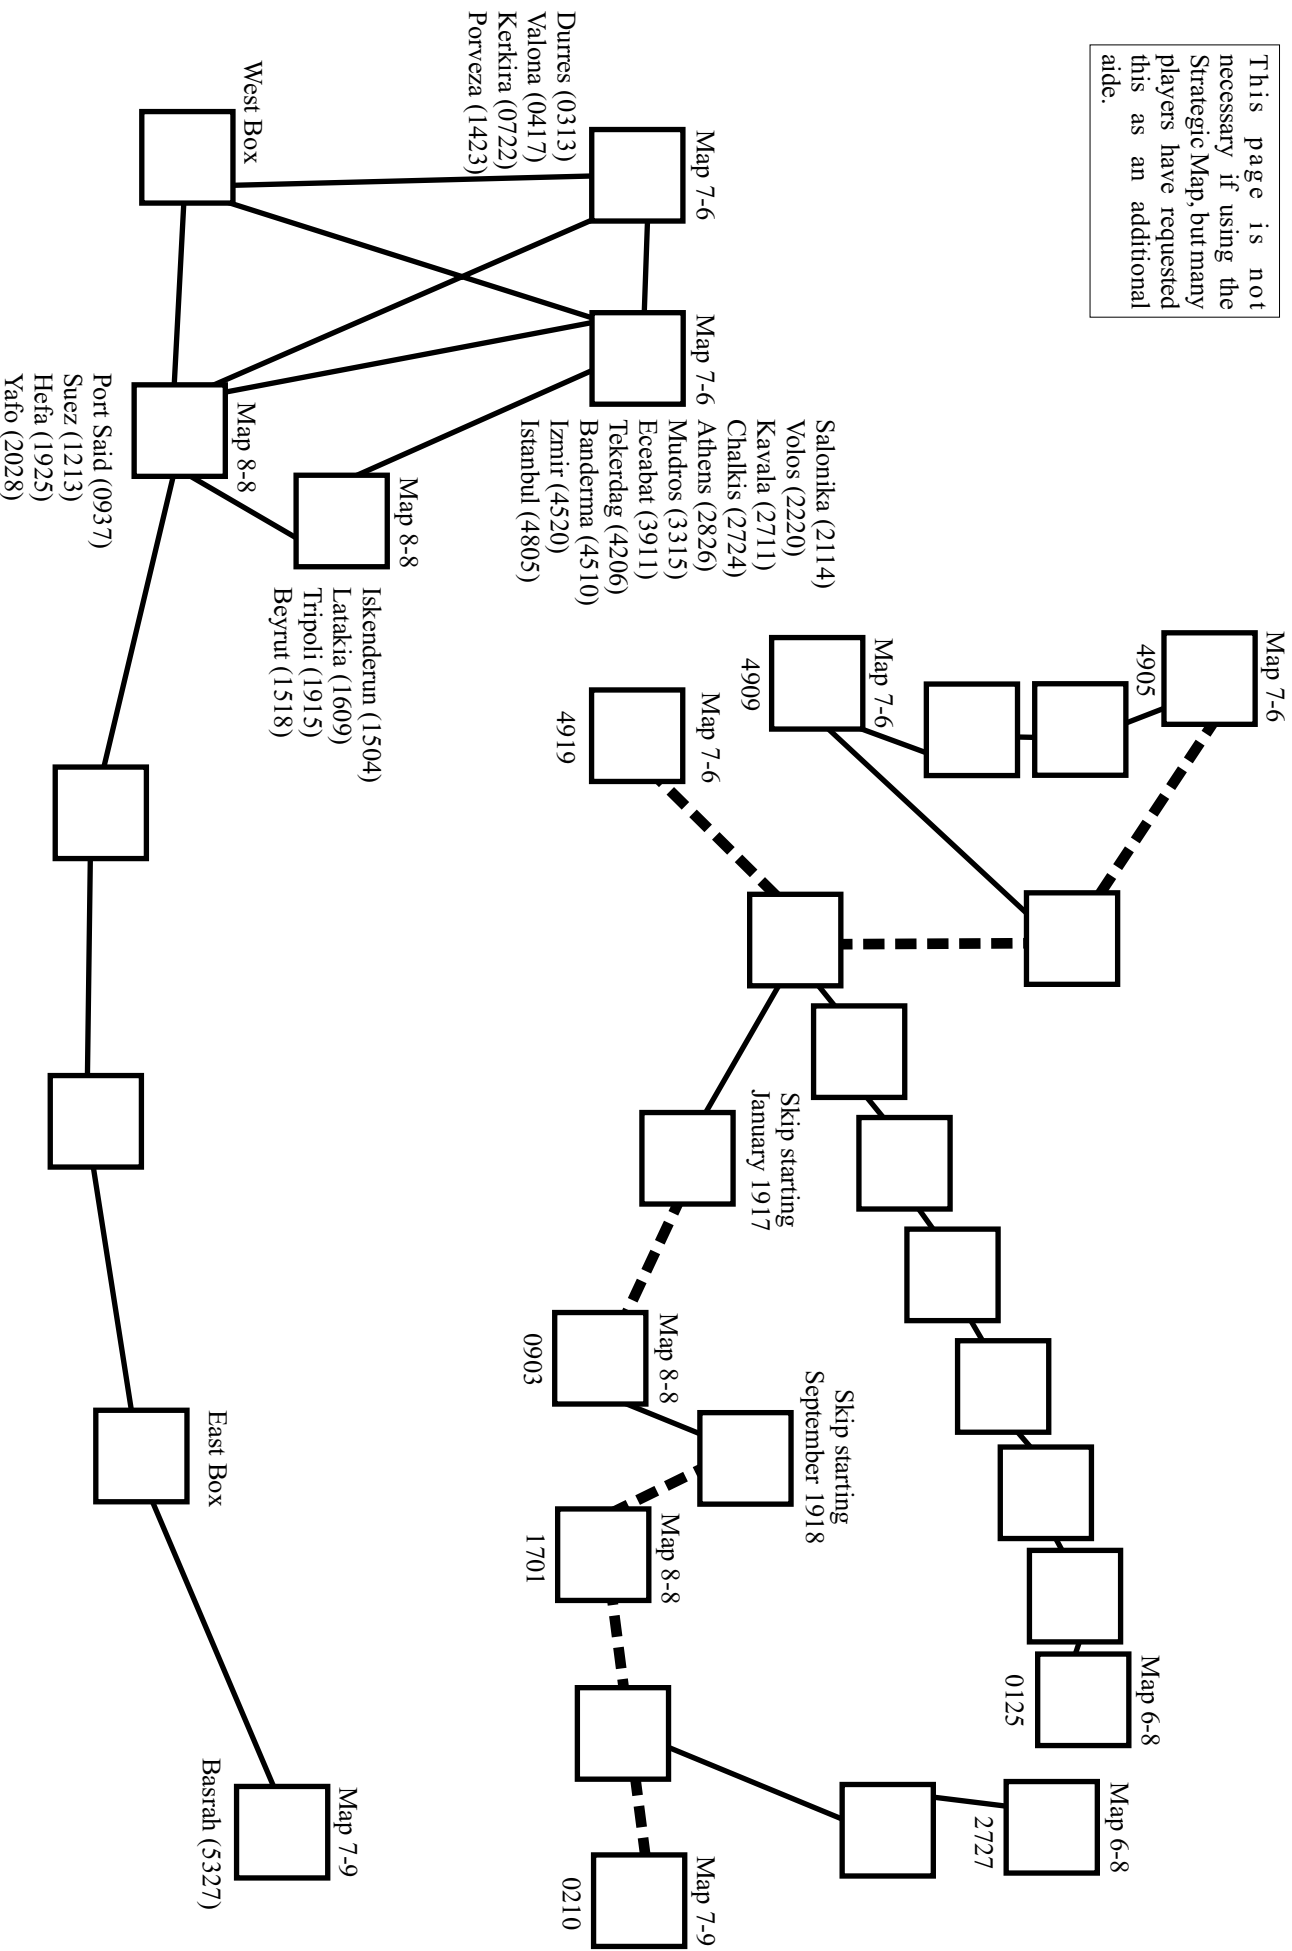 This page is not
necessary if using the
Strategic Map, but many
players have requested
this as an additional
aide.
Map 7-6
4905
Map 7-6
4909
Map 7-6
4919
Map 6-8
0125
Map 6-8
2727
Skip starting
January 1917
Skip starting
September 1918
Map 8-8
0903
Map 8-8
1701
Map 7-9
0210
Map 7-6
Durres (0313)
Valona (0417)
Kerkira (0722)
Porveza (1423)
Map 7-6
Salonika (2114)
Volos (2220)
Kavala (2711)
Chalkis (2724)
Athens (2826)
Mudros (3315)
Eceabat (3911)
Tekerdag (4206)
Banderma (4510)
Izmir (4520)
Istanbul (4805)
Map 8-8
Iskenderun (1504)
Latakia (1609)
Tripoli (1915)
Beyrut (1518)
West Box
Map 8-8
Port Said (0937)
Suez (1213)
Hefa (1925)
Yafo (2028)
East Box
Map 7-9
Basrah (5327)